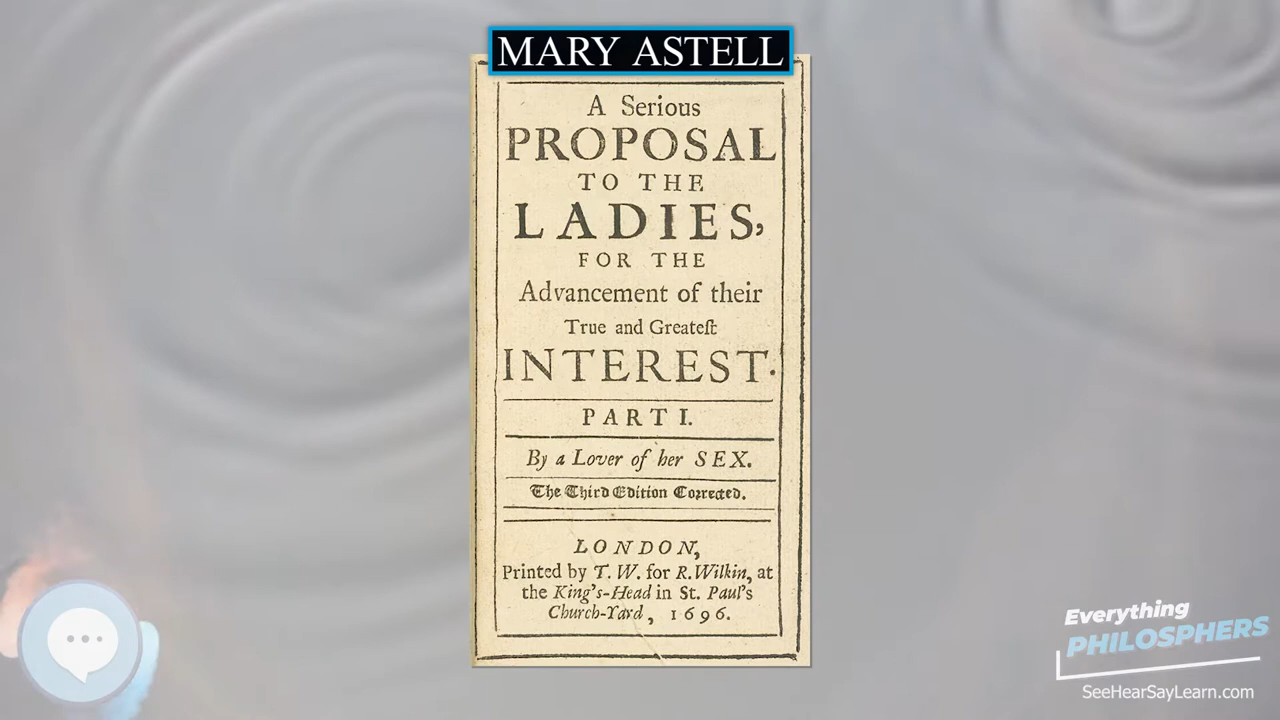 MARY ASTELL
A Serious
PROPOSAL
TO THE
LADIES,
FOR THE
Advancement of their
True and Greateſt
INTEREST.
PART I.
By a Lover of her SEX.
The Third Edition Corrected.
LONDON,
Printed by T. W. for R. Wilkin, at
the King's-Head in St. Paul's
Church-Yard, 1696.
Everything
PHILOSPHERS
SeeHearSayLearn.com